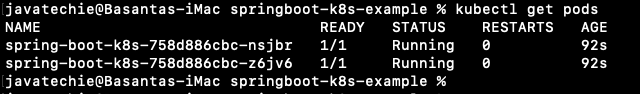 [javatechie@Basantas-iMac springboot-k8s-example % kubectl get pods
NAME READY STATUS RESTARTS AGE
spring-boot-k8s-758d886cbc-nsjbr 1/1 Running 0 92s
spring-boot-k8s-758d886cbc-z6jv6 1/1 Running 0 92s
[javatechie@Basantas-iMac springboot-k8s-example %